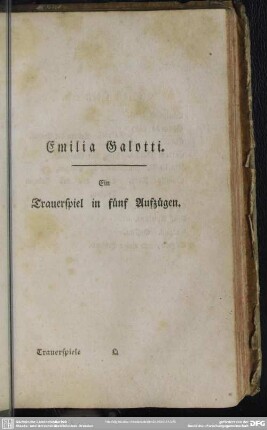 Emilia Galotti.
Ein
Trauerspiel in fünf Aufzügen.
Trauerspiele Q